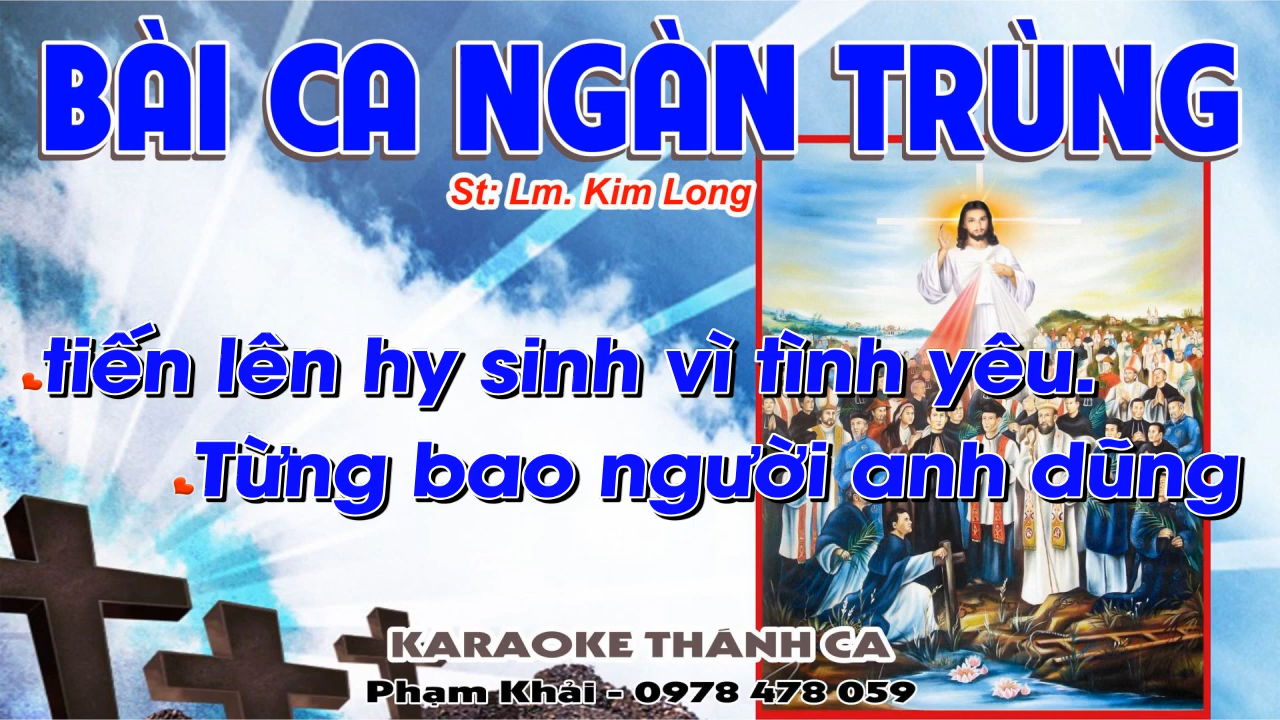 BÀI CA NGÀN TRÙNG
St: Lm. Kim Long
tiến lên hy sinh vì tình yêu.
Từng bao người anh dũng
KARAOKE THÁNH CA
Phạm Khải - 0978 478 059